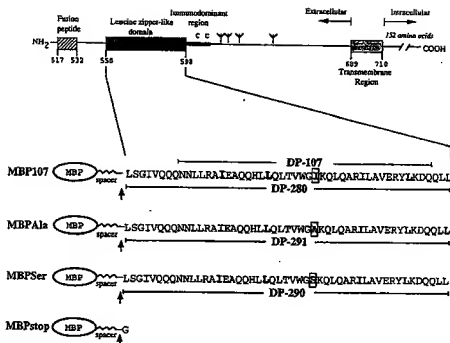 Fusion peptide
Leucine zipper-like domain
Immunodominant region
C C
Extracellular Intracellular
152 amino acids
NH2 COOH
517 532 689 710
Transmembrane Region
DP-107
MBP107 MBP spacer LSGIVQQQNNLLRAIEAQQHLLQLTVWGIKQLQARILAVERYLKDQQLL
DP-280
MBPAla MBP spacer LSGIVQQQNNLLRAIEAQQHLLQLTVWGAKQLQARILAVERYLKDQQLL
DP-291
MBPSer MBP spacer LSGIVQQQNNLLRAIEAQQHLLQLTVWGSKQLQARILAVERYLKDQQLL
DP-290
MBPstop MBP spacer G